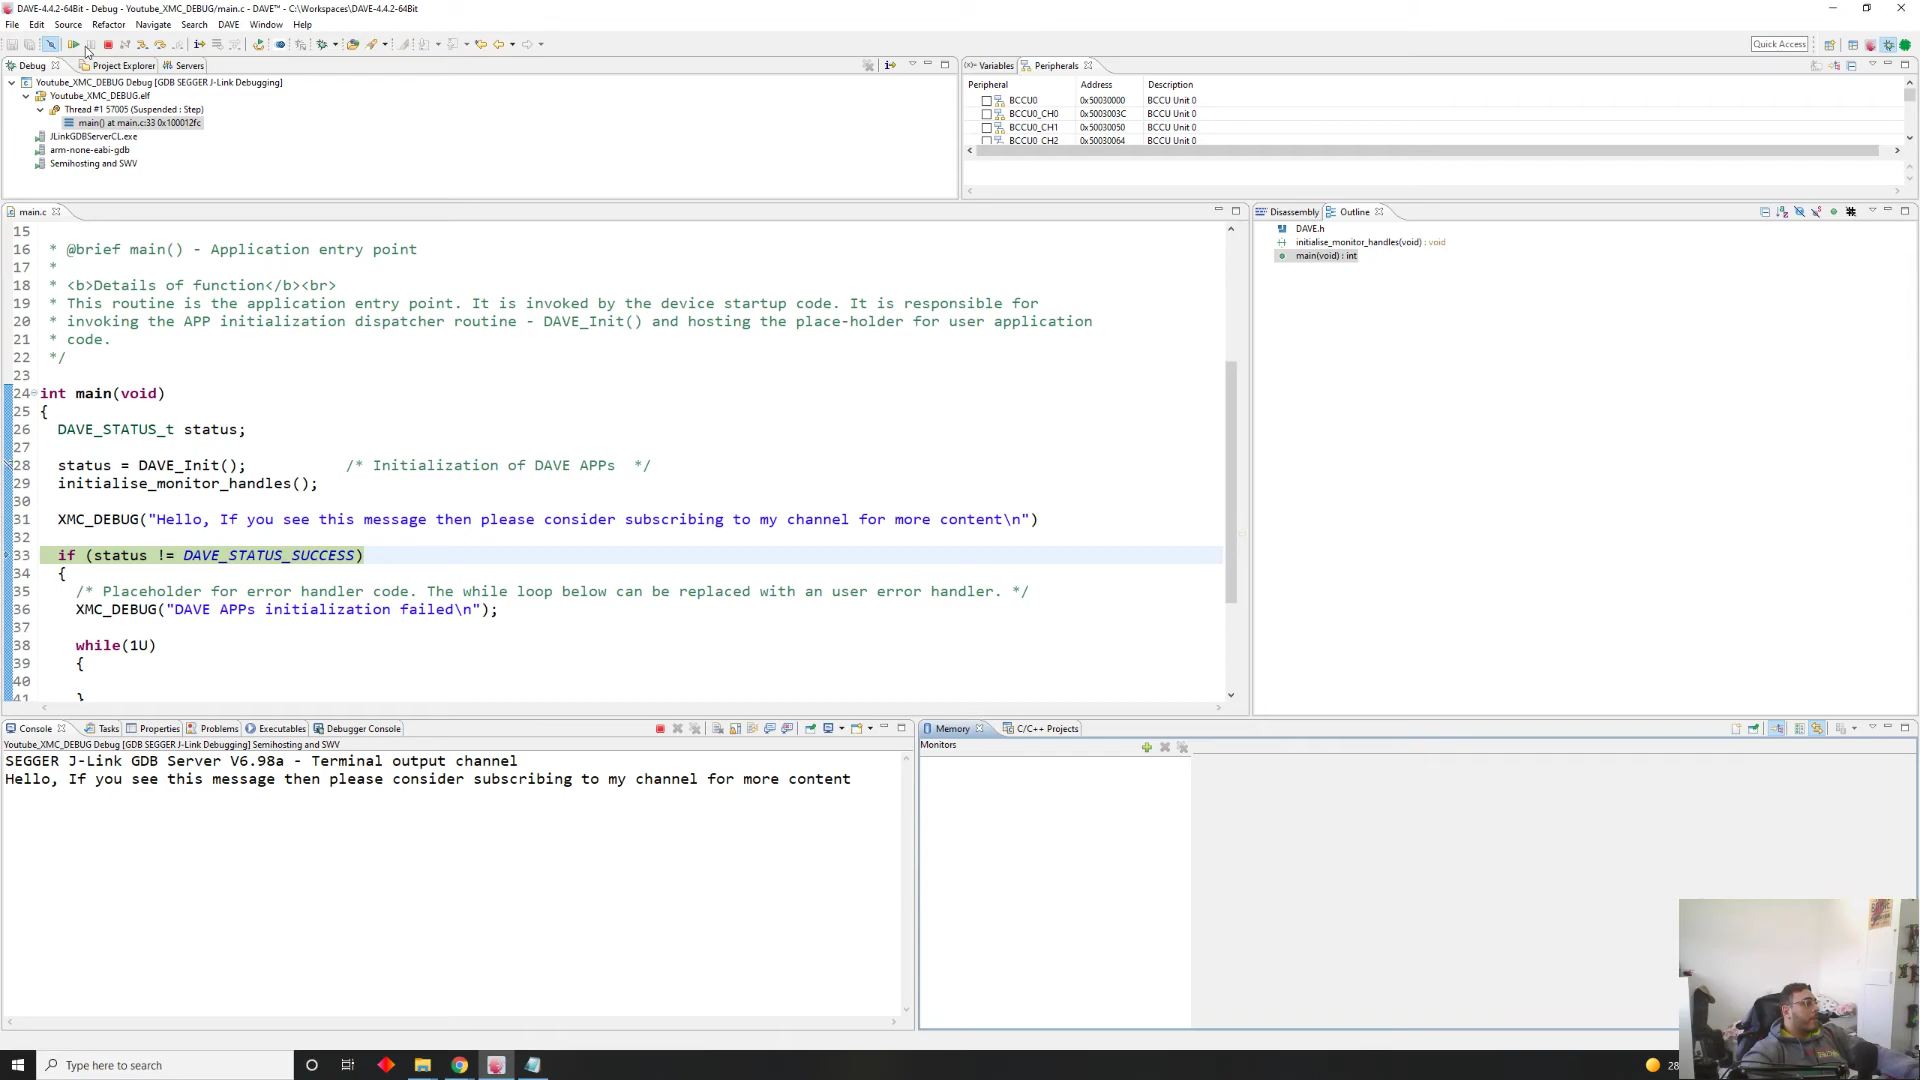 DAVE-4.4.2-64Bit - Debug - Youtube_XMC_DEBUG/main.c - DAVE™ - C:\Workspaces\DAVE-4.4.2-64Bit
File Edit Source Refactor Navigate Search DAVE Window Help
Quick Access
Debug Project Explorer Servers
Youtube_XMC_DEBUG Debug [GDB SEGGER J-Link Debugging]
Youtube_XMC_DEBUG.elf
Thread #1 57005 (Suspended : Step)
main() at main.c:33 0x100012fc
JLinkGDBServerCL.exe
arm-none-eabi-gdb
Semihosting and SWV
Variables Peripherals
Peripheral Address Description
BCCU0 0x50030000 BCCU Unit 0
BCCU0_CH0 0x5003003C BCCU Unit 0
BCCU0_CH1 0x50030050 BCCU Unit 0
BCCU0_CH2 0x50030064 BCCU Unit 0
main.c
15
16 * @brief main() - Application entry point
17 *
18 * <b>Details of function</b><br>
19 * This routine is the application entry point. It is invoked by the device startup code. It is responsible for
20 * invoking the APP initialization dispatcher routine - DAVE_Init() and hosting the place-holder for user application
21 * code.
22 */
23
24 int main(void)
25 {
26 DAVE_STATUS_t status;
27
28 status = DAVE_Init(); /* Initialization of DAVE APPs */
29 initialise_monitor_handles();
30
31 XMC_DEBUG("Hello, If you see this message then please consider subscribing to my channel for more content\n")
32
33 if (status != DAVE_STATUS_SUCCESS)
34 {
35 /* Placeholder for error handler code. The while loop below can be replaced with an user error handler. */
36 XMC_DEBUG("DAVE APPs initialization failed\n");
37
38 while(1U)
39 {
40
41 }
Disassembly Outline
DAVE.h
initialise_monitor_handles(void) : void
main(void) : int
Console Tasks Properties Problems Executables Debugger Console
Youtube_XMC_DEBUG Debug [GDB SEGGER J-Link Debugging] Semihosting and SWV
SEGGER J-Link GDB Server V6.98a - Terminal output channel
Hello, If you see this message then please consider subscribing to my channel for more content
Memory C/C++ Projects
Monitors
Type here to search
28